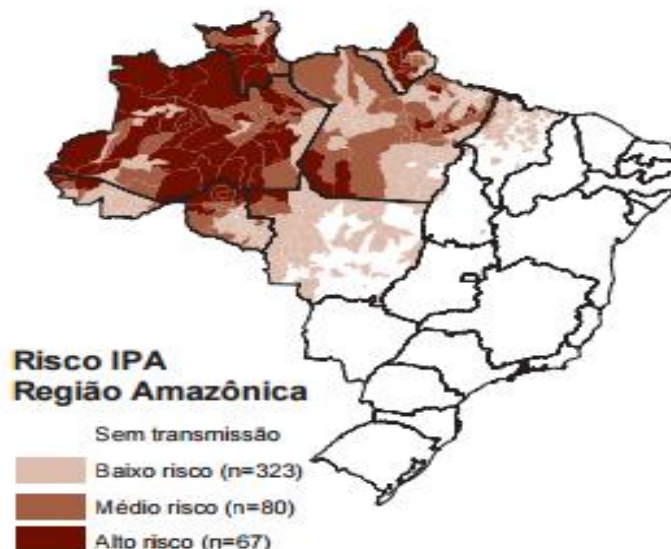 Risco IPA
Região Amazônica
Sem transmissão
Baixo risco (n=323)
Médio risco (n=80)
Alto risco (n=67)